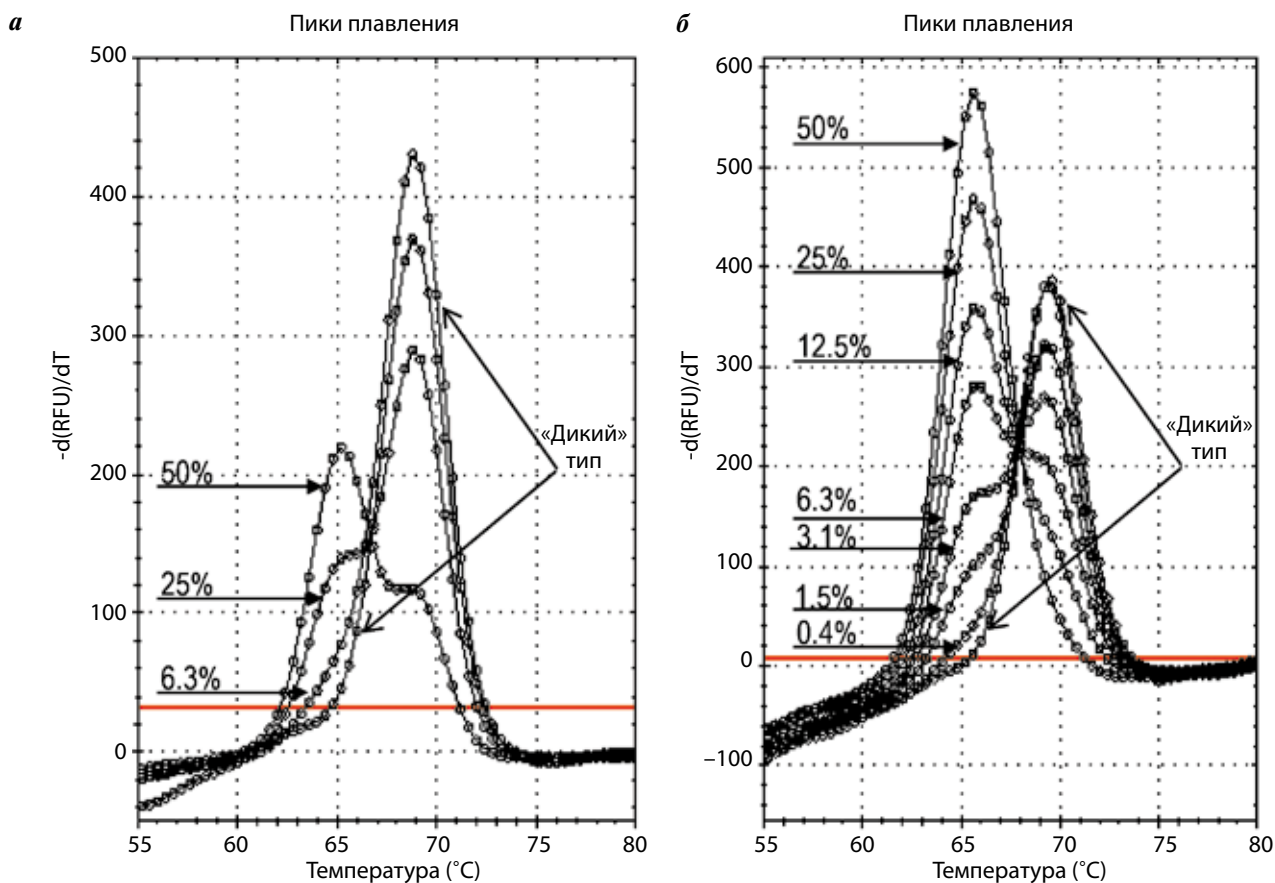 а
Пики плавления
500
400
300
200
100
0
-d(RFU)/dT
50%
25%
6.3%
«Дикий»
тип
55 60 65 70 75 80
Температура (˚C)
б
Пики плавления
600
500
400
300
200
100
0
–100
-d(RFU)/dT
50%
25%
12.5%
6.3%
3.1%
1.5%
0.4%
«Дикий»
тип
55 60 65 70 75 80
Температура (˚C)